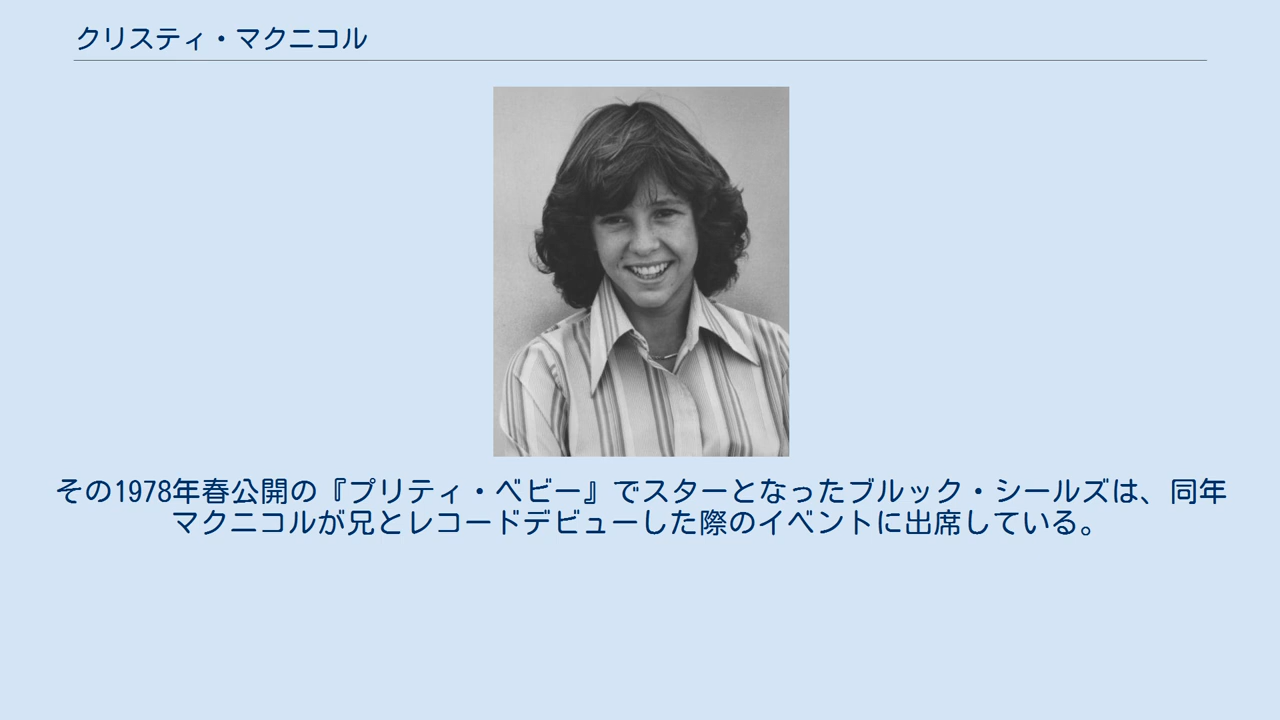 クリスティ・マクニコル
その1978年春公開の『プリティ・ベビー』でスターとなったブルック・シールズは、同年
マクニコルが兄とレコードデビューした際のイベントに出席している。